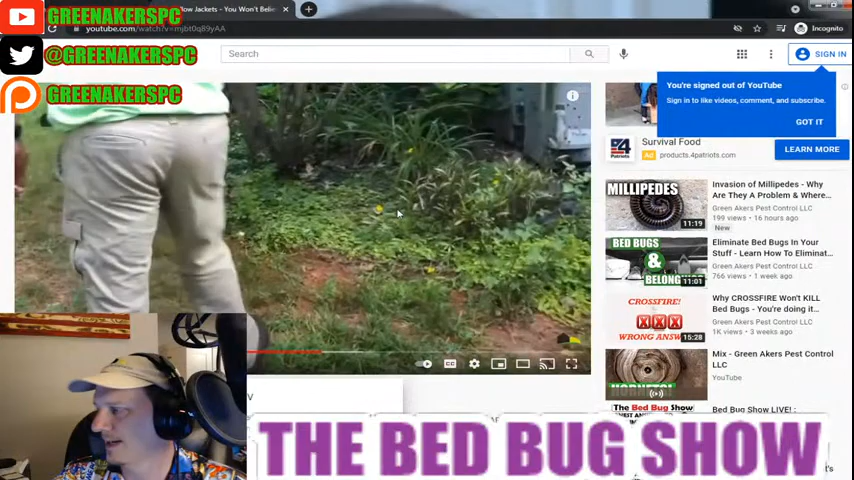 GREENAKERSPC
@GREENAKERSPC
GREENAKERSPC
low Jackets - You Won't Belie
youtube.com/watch?v=mjbt0q89yAA
Incognito
Search
SIGN IN
You're signed out of YouTube
Sign in to like videos, comment, and subscribe.
GOT IT
4
PATRIOTS
Survival Food
Ad products.4patriots.com
LEARN MORE
MILLIPEDES
11:19
Invasion of Millipedes - Why
Are They A Problem & Where...
Green Akers Pest Control LLC
199 views • 16 hours ago
New
BED BUGS
&
BELONG
11:01
Eliminate Bed Bugs In Your
Stuff - Learn How To Eliminat...
Green Akers Pest Control LLC
766 views • 1 week ago
CROSSFIRE!
XXX
WRONG ANS
15:28
Why CROSSFIRE Won't KILL
Bed Bugs - You're doing it...
Green Akers Pest Control LLC
1K views • 3 weeks ago
HORNETS!
Mix - Green Akers Pest Control
LLC
YouTube
The Bed Bug Show
Bed Bug Show LIVE! :
CC
THE BED BUG SHOW